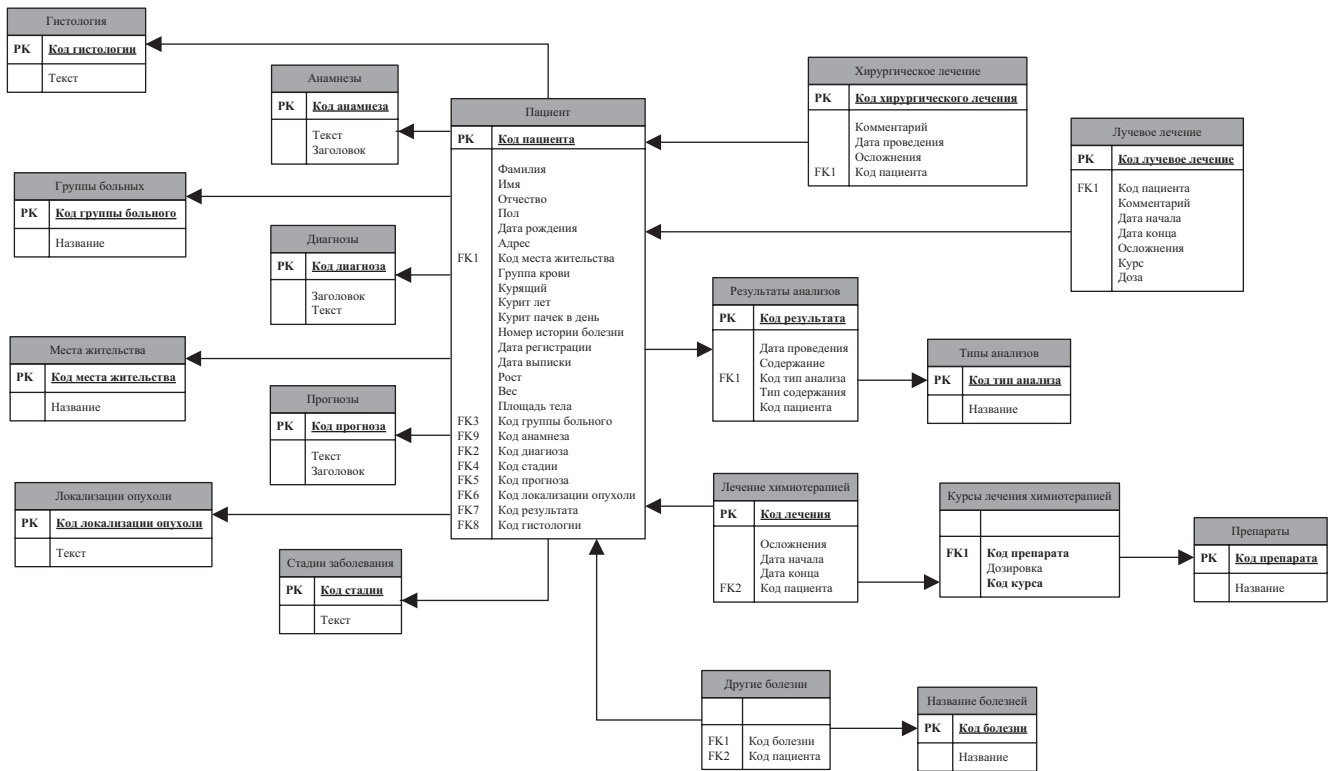 Гистология
PK Код гистологии
Текст
Анамнезы
PK Код анамнеза
Текст
Заголовок
Группы больных
PK Код группы больного
Название
Диагнозы
PK Код диагноза
Заголовок
Текст
Места жительства
PK Код места жительства
Название
Прогнозы
PK Код прогноза
Текст
Заголовок
Локализации опухоли
PK Код локализации опухоли
Текст
Стадии заболевания
PK Код стадии
Текст
Пациент
PK Код пациента
Фамилия
Имя
Отчество
Пол
Дата рождения
Адрес
FK1 Код места жительства
Группа крови
Курящий
Курит лет
Курит пачек в день
Номер истории болезни
Дата регистрации
Дата выписки
Рост
Вес
Площадь тела
FK3 Код группы больного
FK9 Код анамнеза
FK2 Код диагноза
FK4 Код стадии
FK5 Код прогноза
FK6 Код локализации опухоли
FK7 Код результата
FK8 Код гистологии
Хирургическое лечение
PK Код хирургического лечения
Комментарий
Дата проведения
Осложнения
FK1 Код пациента
Лучевое лечение
PK Код лучевое лечение
FK1 Код пациента
Комментарий
Дата начала
Дата конца
Осложнения
Курс
Доза
Результаты анализов
PK Код результата
Дата проведения
Содержание
FK1 Код тип анализа
Тип содержания
Код пациента
Типы анализов
PK Код тип анализа
Название
Лечение химиотерапией
PK Код лечения
Осложнения
Дата начала
Дата конца
FK2 Код пациента
Курсы лечения химиотерапией
FK1 Код препарата
Дозировка
Код курса
Препараты
PK Код препарата
Название
Другие болезни
FK1 Код болезни
FK2 Код пациента
Название болезней
PK Код болезни
Название